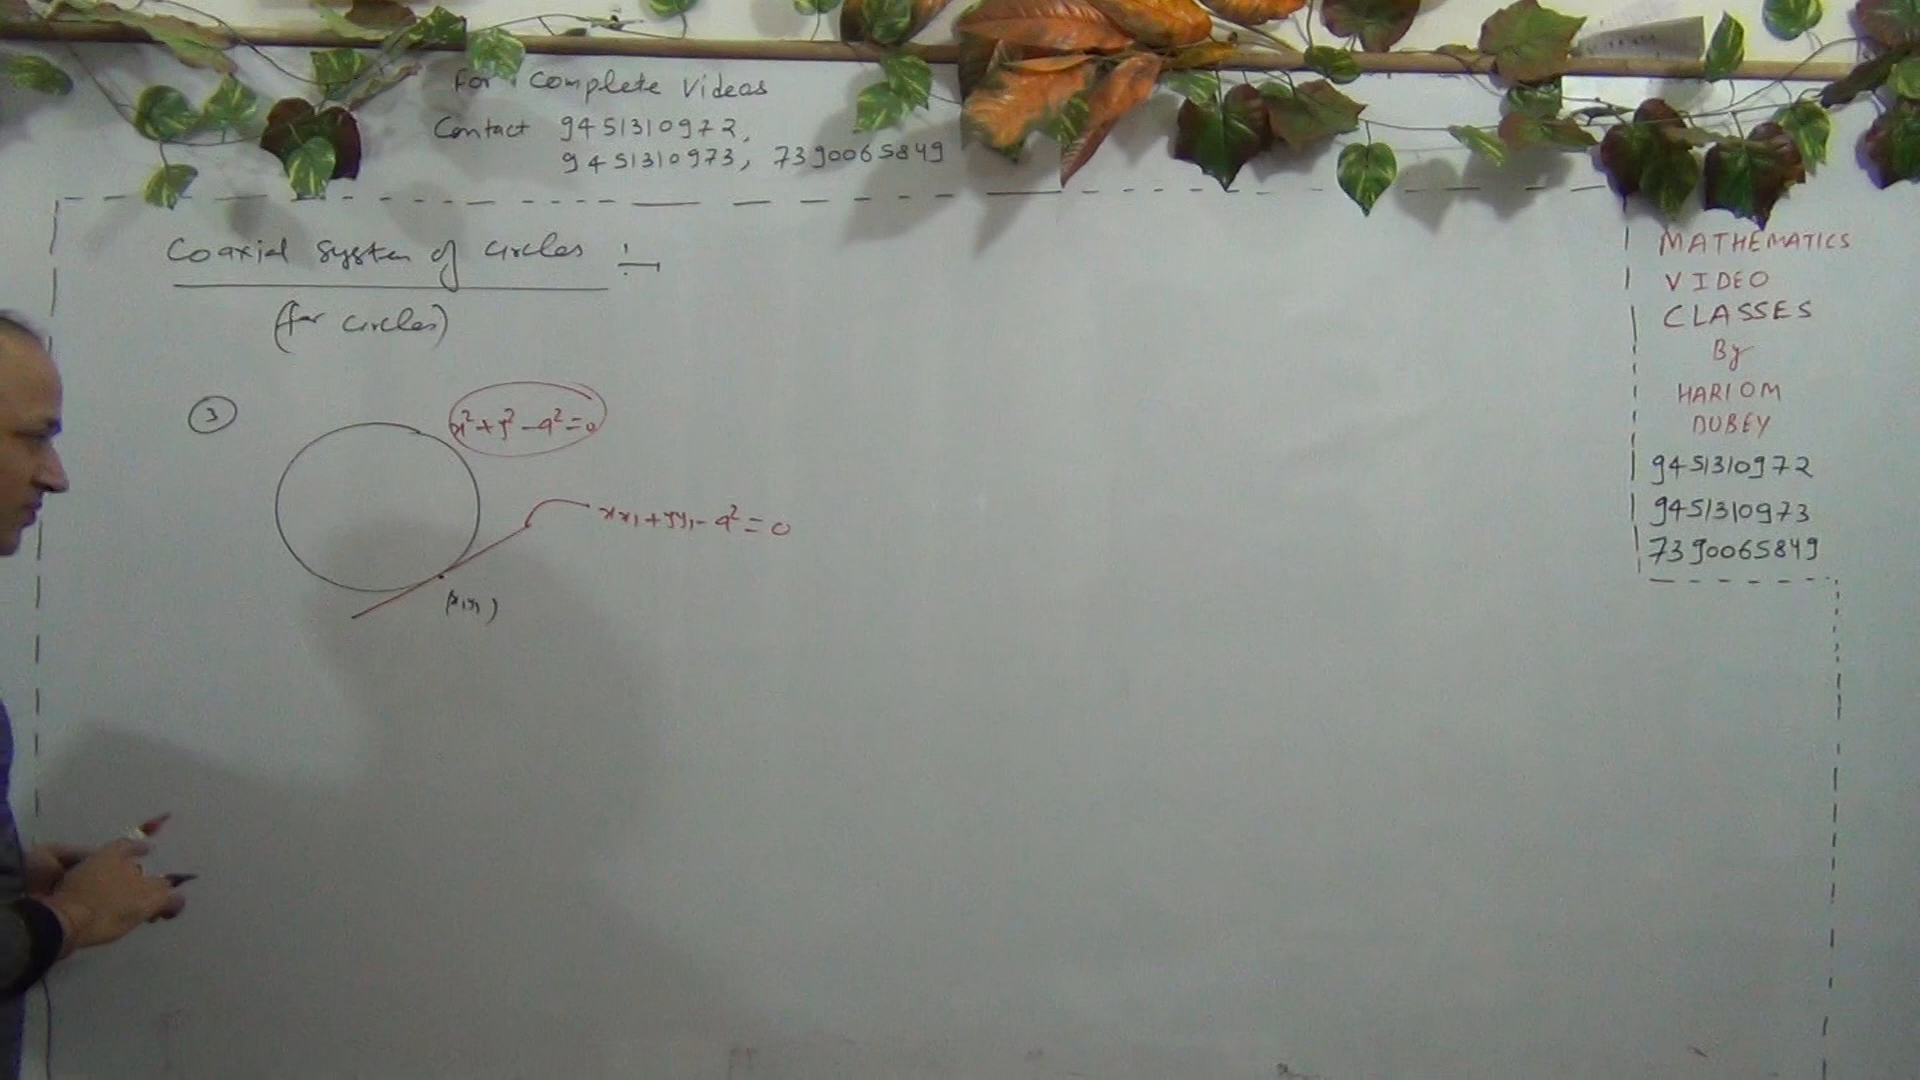 For Complete Videos
Contact 9451310972,
9451310973, 7390065849
Coaxial System of circles :-
(for circles)
3
x²+y²-a²=0
xx₁+yy₁-a²=0
(x₁y₁)
MATHEMATICS
VIDEO
CLASSES
By
HARIOM
DUBEY
9451310972
9451310973
7390065849